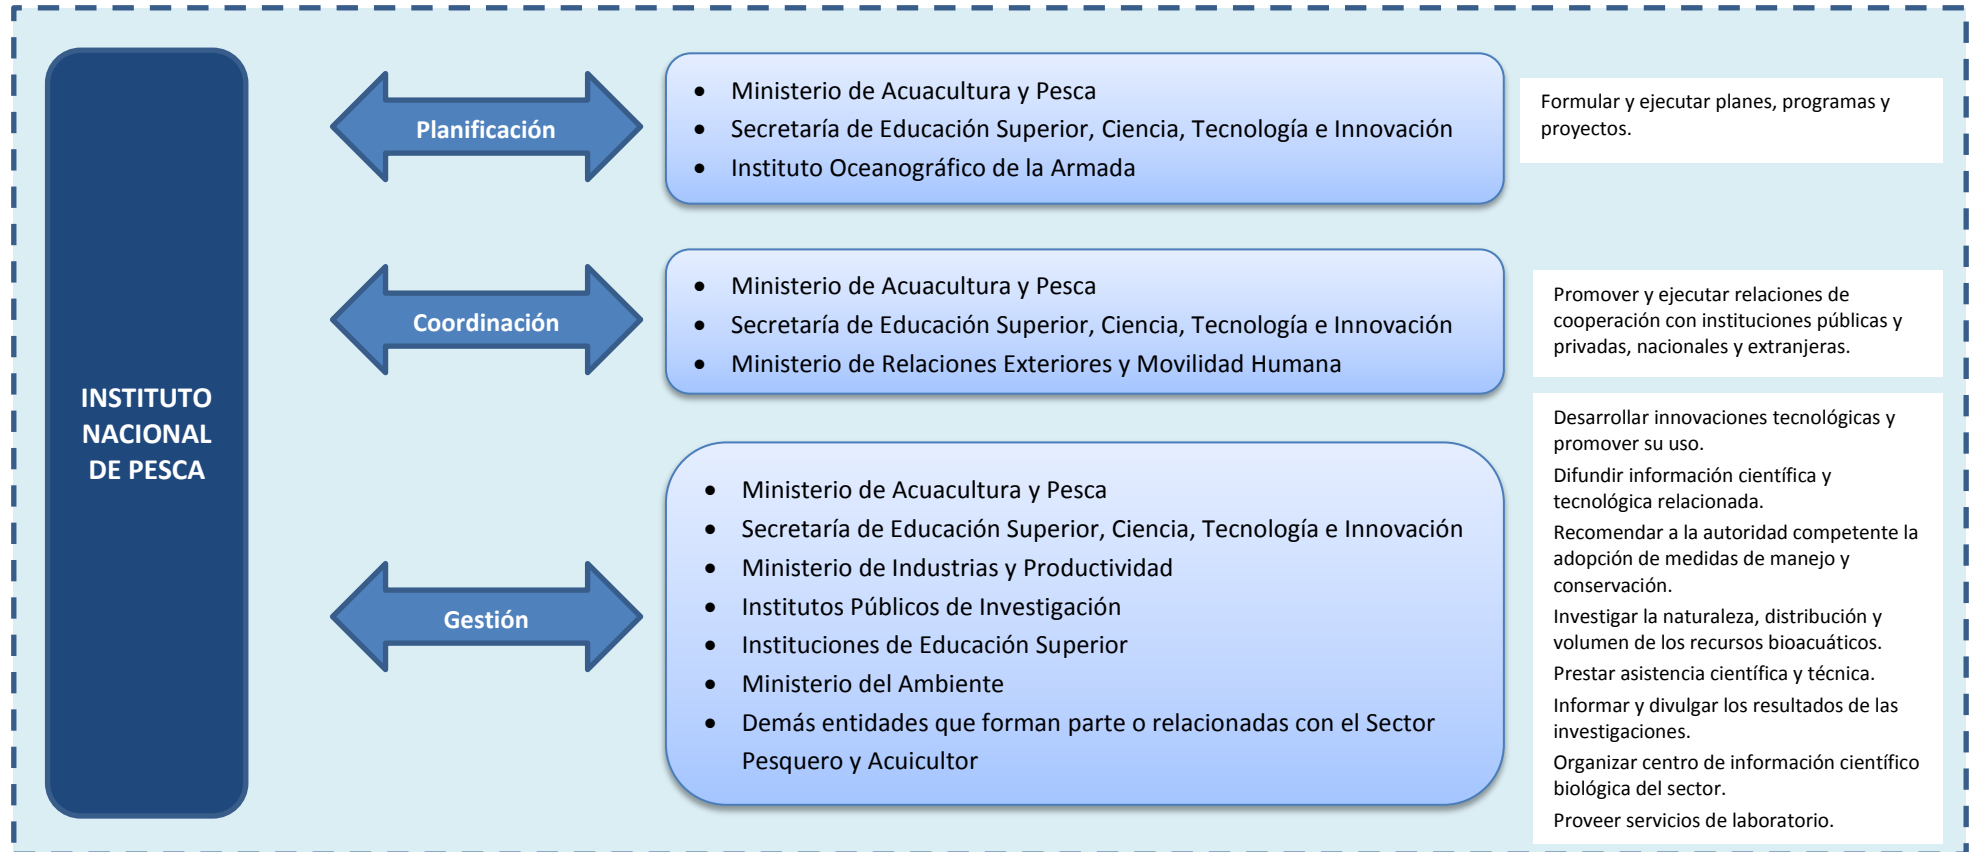 INSTITUTO
NACIONAL
DE PESCA
Planificación
• Ministerio de Acuacultura y Pesca
• Secretaría de Educación Superior, Ciencia, Tecnología e Innovación
• Instituto Oceanográfico de la Armada
Formular y ejecutar planes, programas y
proyectos.
Coordinación
• Ministerio de Acuacultura y Pesca
• Secretaría de Educación Superior, Ciencia, Tecnología e Innovación
• Ministerio de Relaciones Exteriores y Movilidad Humana
Promover y ejecutar relaciones de
cooperación con instituciones públicas y
privadas, nacionales y extranjeras.
Gestión
• Ministerio de Acuacultura y Pesca
• Secretaría de Educación Superior, Ciencia, Tecnología e Innovación
• Ministerio de Industrias y Productividad
• Institutos Públicos de Investigación
• Instituciones de Educación Superior
• Ministerio del Ambiente
• Demás entidades que forman parte o relacionadas con el Sector
Pesquero y Acuicultor
Desarrollar innovaciones tecnológicas y
promover su uso.
Difundir información científica y
tecnológica relacionada.
Recomendar a la autoridad competente la
adopción de medidas de manejo y
conservación.
Investigar la naturaleza, distribución y
volumen de los recursos bioacuáticos.
Prestar asistencia científica y técnica.
Informar y divulgar los resultados de las
investigaciones.
Organizar centro de información científico
biológica del sector.
Proveer servicios de laboratorio.